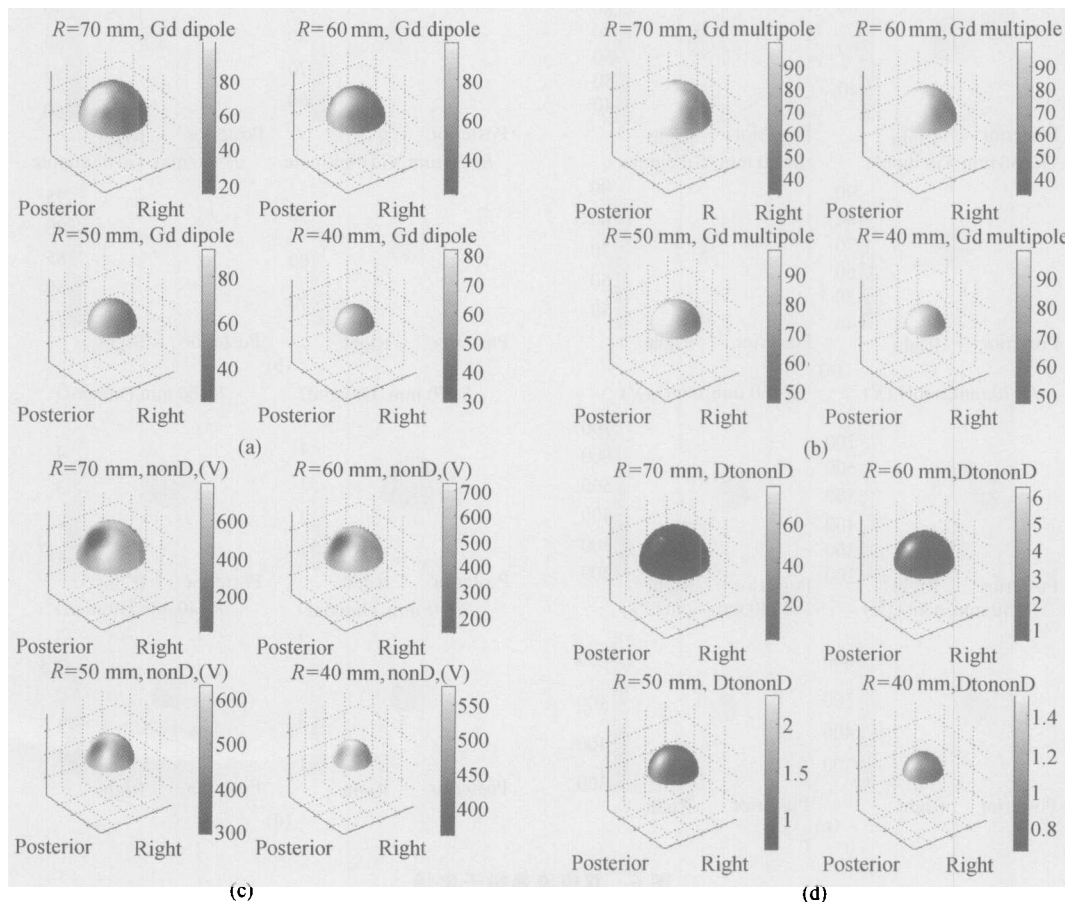 R=70 mm, Gd dipole
R=60 mm, Gd dipole
80
60
40
20
80
60
40
Posterior Right
Posterior Right
R=50 mm, Gd dipole
R=40 mm, Gd dipole
80
60
40
80
70
60
50
40
30
Posterior Right
Posterior Right
(a)
R=70 mm, Gd multipole
R=60 mm, Gd multipole
90
80
70
60
50
40
90
80
70
60
50
40
Posterior R Right
Posterior Right
R=50 mm, Gd multipole
R=40 mm, Gd multipole
90
80
70
60
50
90
80
70
60
50
Posterior Right
Posterior Right
(b)
R=70 mm, nonD,(V)
R=60 mm, nonD,(V)
600
400
200
700
600
500
400
300
200
Posterior Right
Posterior Right
R=50 mm, nonD,(V)
R=40 mm, nonD,(V)
600
500
400
300
550
500
450
400
Posterior Right
Posterior Right
(c)
R=70 mm, DtononD
R=60 mm,DtononD
60
40
20
6
5
4
3
2
1
Posterior Right
Posterior Right
R=50 mm, DtononD
R=40 mm,DtononD
2
1.5
1
1.4
1.2
1
0.8
Posterior Right
Posterior Right
(d)